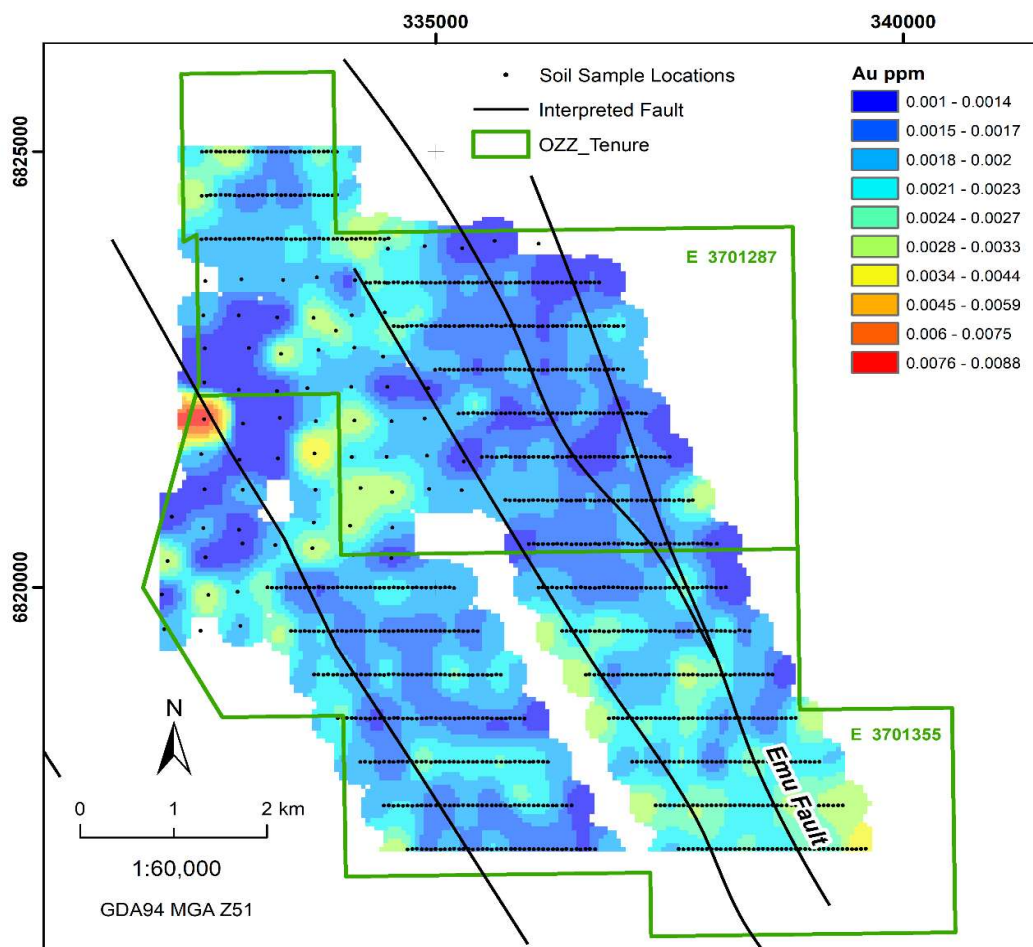 335000
340000
6825000
6820000
Soil Sample Locations
Interpreted Fault
OZZ_Tenure
Au ppm
0.001 - 0.0014
0.0015 - 0.0017
0.0018 - 0.002
0.0021 - 0.0023
0.0024 - 0.0027
0.0028 - 0.0033
0.0034 - 0.0044
0.0045 - 0.0059
0.006 - 0.0075
0.0076 - 0.0088
E 3701287
E 3701355
Emu Fault
N
0 1 2 km
1:60,000
GDA94 MGA Z51